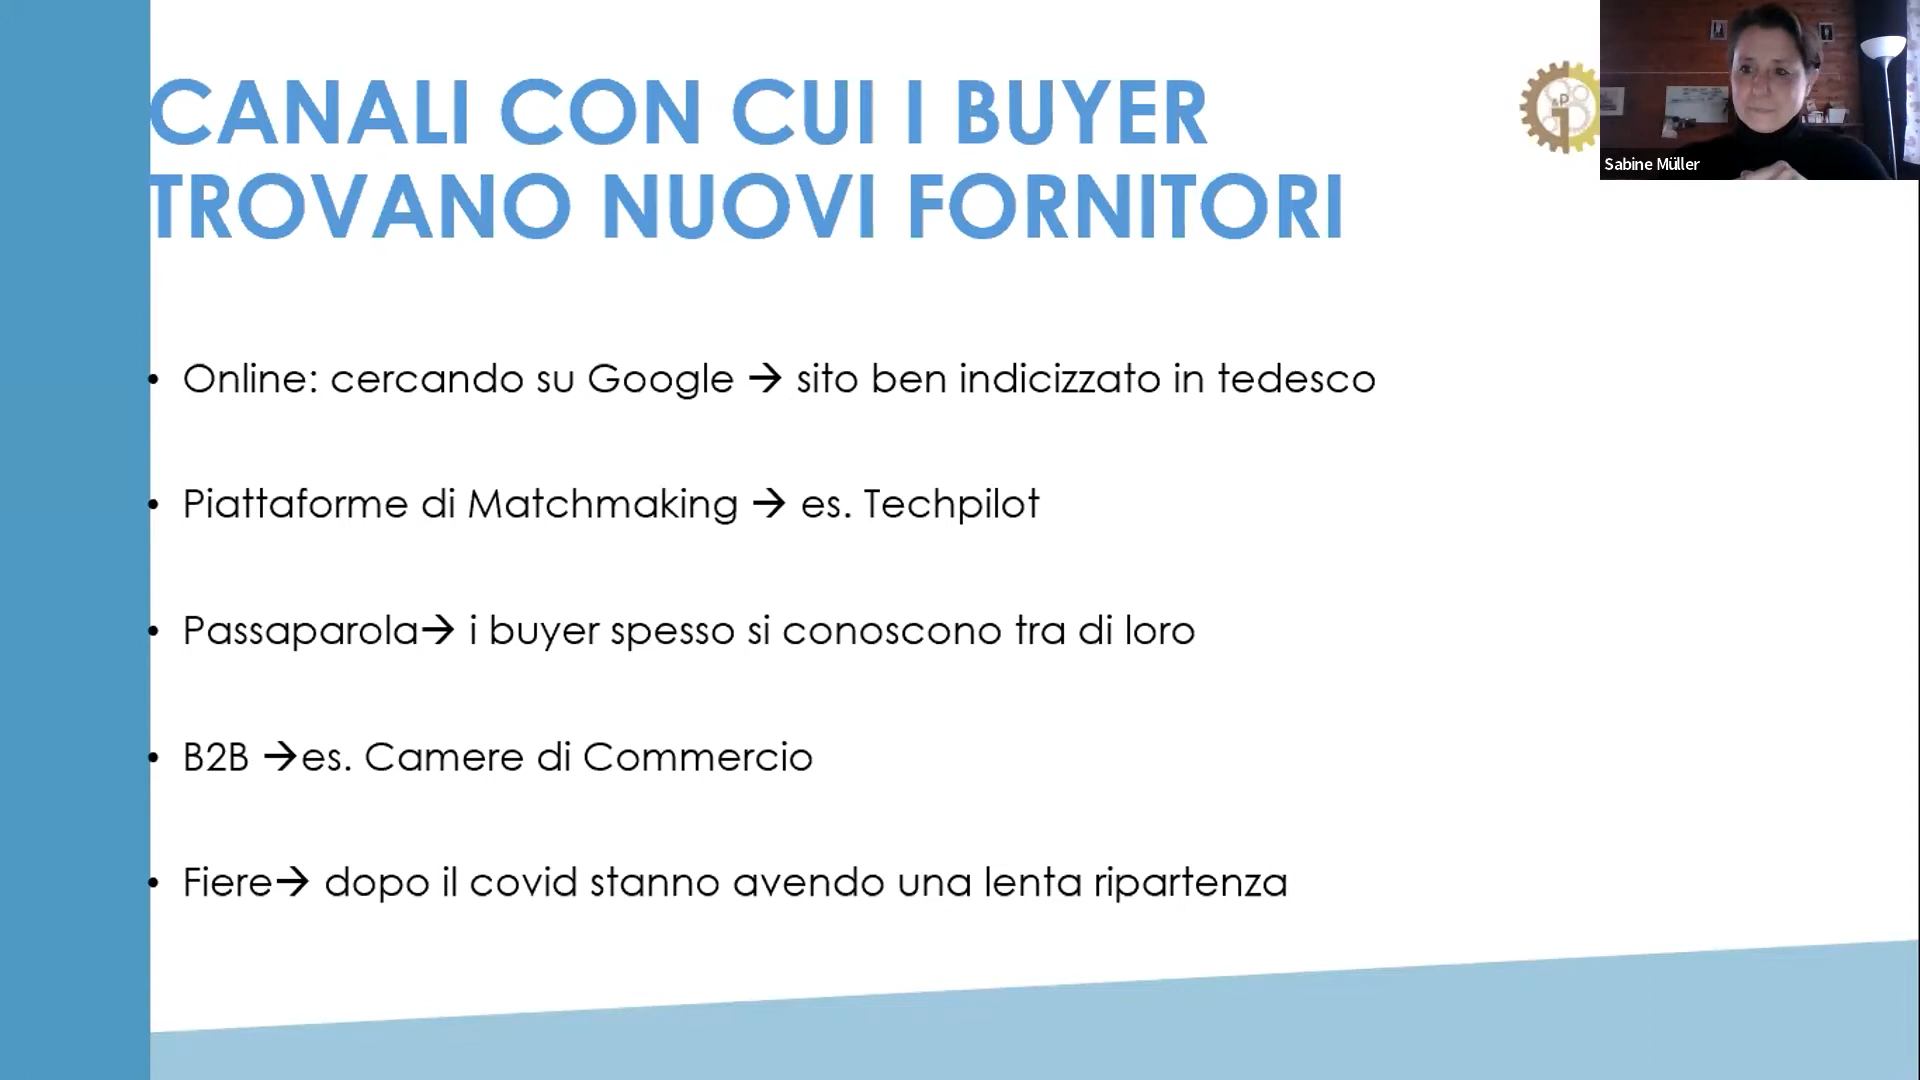 CANALI CON CUI I BUYER
TROVANO NUOVI FORNITORI
Sabine Müller
• Online: cercando su Google → sito ben indicizzato in tedesco
• Piattaforme di Matchmaking → es. Techpilot
• Passaparola→ i buyer spesso si conoscono tra di loro
• B2B →es. Camere di Commercio
• Fiere→ dopo il covid stanno avendo una lenta ripartenza